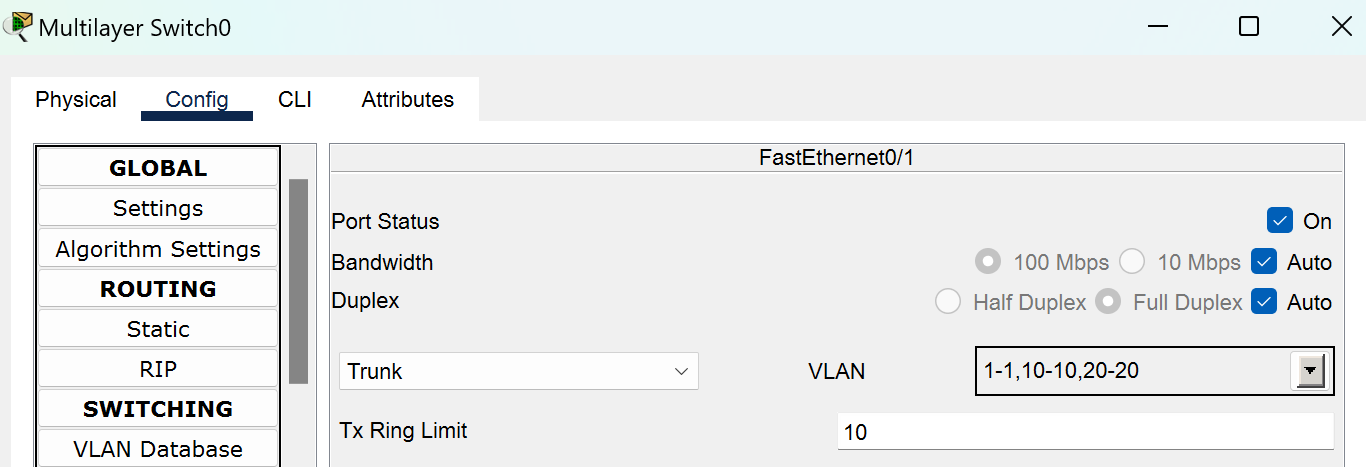 Multilayer Switch0
Physical Config CLI Attributes
GLOBAL
Settings
Algorithm Settings
ROUTING
Static
RIP
SWITCHING
VLAN Database
FastEthernet0/1
Port Status On
Bandwidth 100 Mbps 10 Mbps Auto
Duplex Half Duplex Full Duplex Auto
Trunk VLAN 1-1,10-10,20-20
Tx Ring Limit 10